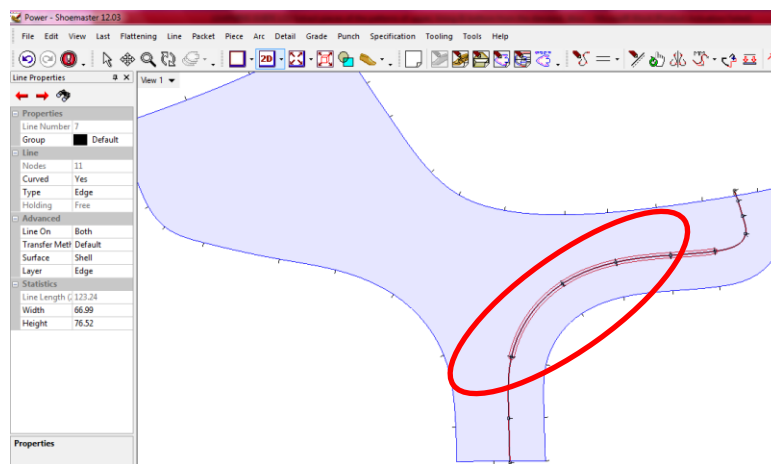 Power - Shoemaster 12.03
File Edit View Last Flattening Line Packet Piece Arc Detail Grade Punch Specification Tooling Tools Help
2D
Line Properties
View 1
Properties
Line Number 7
Group Default
Line
Nodes 11
Curved Yes
Type Edge
Holding Free
Advanced
Line On Both
Transfer Meth Default
Surface Shell
Layer Edge
Statistics
Line Length (2 123.24
Width 66.99
Height 76.52
Properties